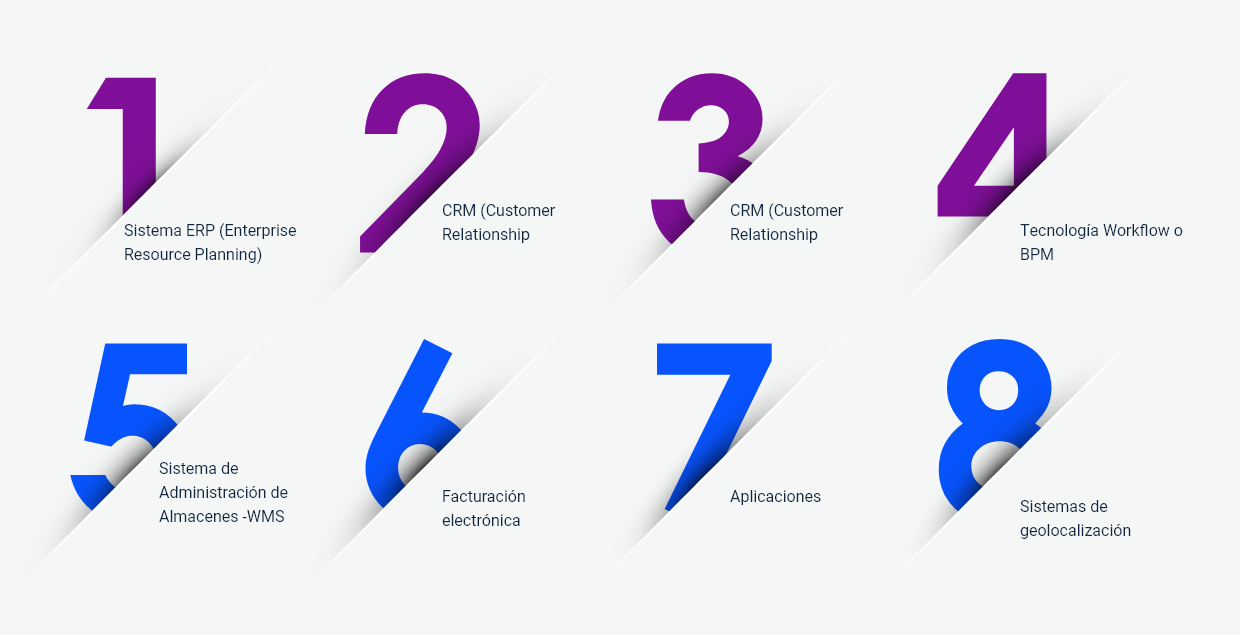 1
Sistema ERP (Enterprise
Resource Planning)
2
CRM (Customer
Relationship
3
CRM (Customer
Relationship
4
Tecnología Workflow o
BPM
5
Sistema de
Administración de
Almacenes -WMS
6
Facturación
electrónica
7
Aplicaciones
8
Sistemas de
geolocalización